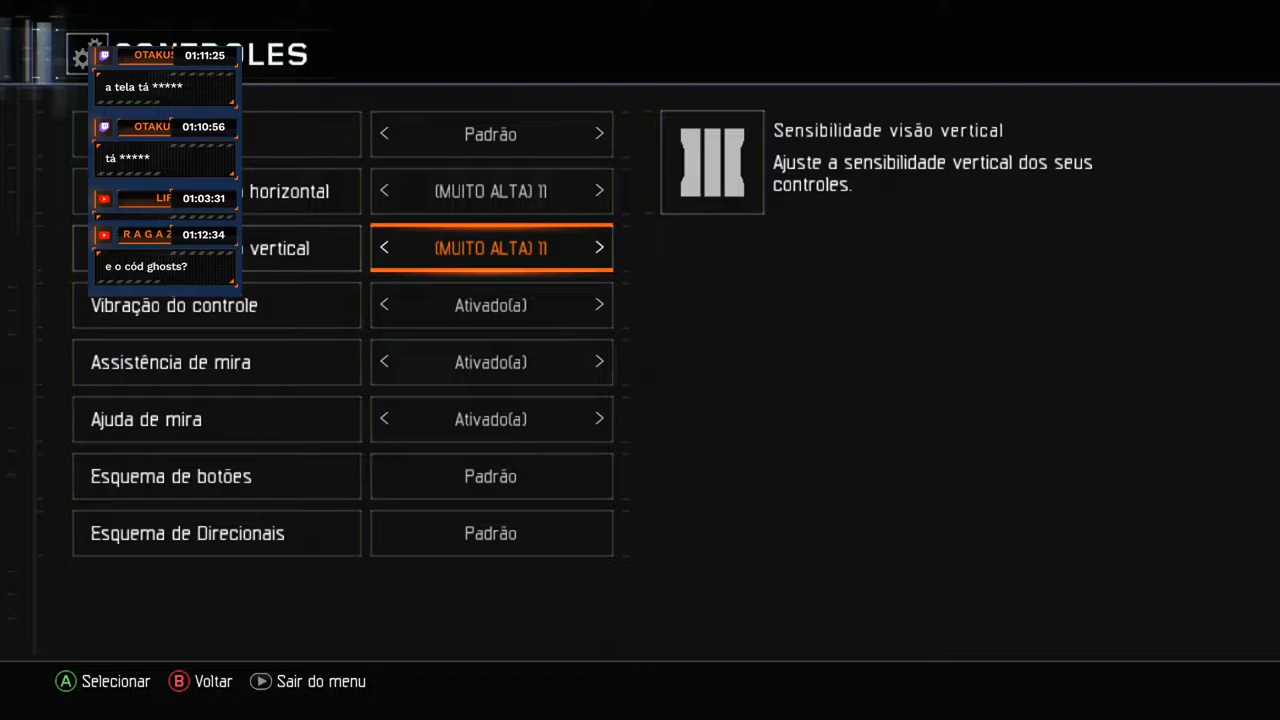 OTAKUS 01:11:25
a tela tá *****
OTAKU 01:10:56
tá *****
LIF 01:03:31
R A G A Z 01:12:34
e o cód ghosts?
LES
Padrão
horizontal
(MUITO ALTA) 11
vertical
(MUITO ALTA) 11
Vibração do controle
Ativado(a)
Assistência de mira
Ativado(a)
Ajuda de mira
Ativado(a)
Esquema de botões
Padrão
Esquema de Direcionais
Padrão
Sensibilidade visão vertical
Ajuste a sensibilidade vertical dos seus
controles.
A Selecionar
B Voltar
Sair do menu